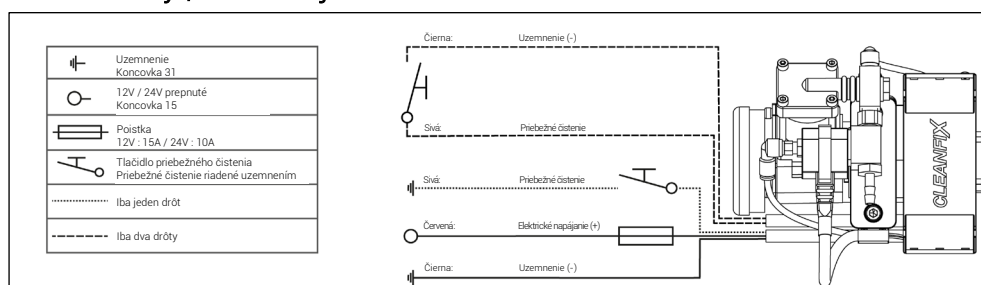 Uzemnenie
Koncovka 31
12V / 24V prepnuté
Koncovka 15
Poistka
12V : 15A / 24V : 10A
Tlačidlo priebežného čistenia
Priebežné čistenie riadené uzemnením
Iba jeden drôt
Iba dva drôty
Čierna: Uzemnenie (-)
Sivá: Priebežné čistenie
Sivá: Priebežné čistenie
Červená: Elektrické napájanie (+)
Čierna: Uzemnenie (-)
CLEANFIX